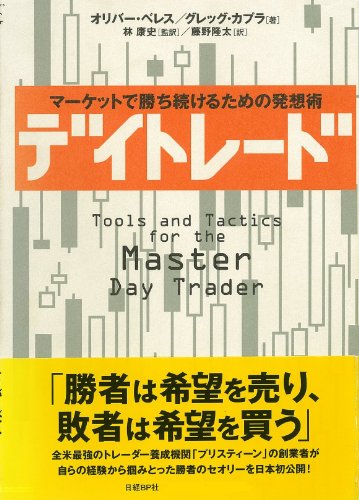 オリバー・ベレス／グレッグ・カプラ[著]
林 康史[監訳]／藤野隆太[訳]
マーケットで勝ち続けるための発想術
デイトレード
Tools and Tactics
for the
Master
Day Trader
「勝者は希望を売り、
敗者は希望を買う」
全米最強のトレーダー養成機関「プリスティーン」の創業者が
自らの経験から掴みとった勝者のセオリーを日本初公開！
日経BP社